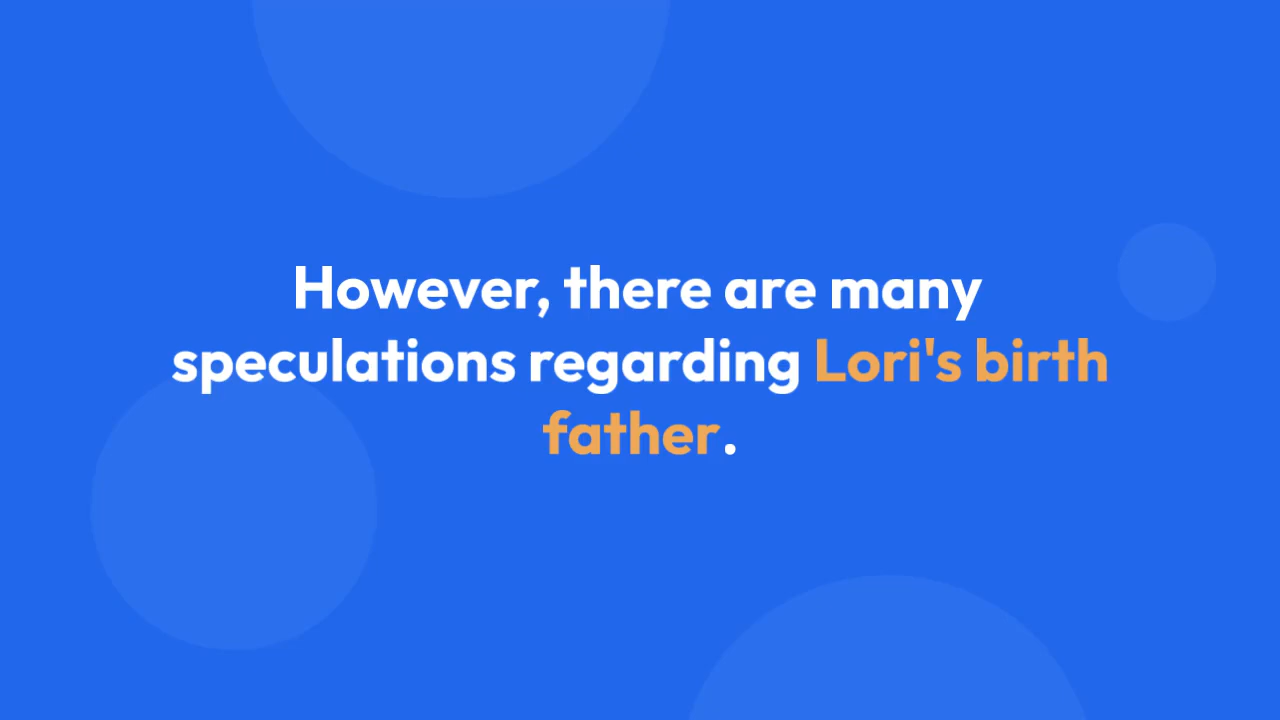 However, there are many
speculations regarding Lori's birth
father.